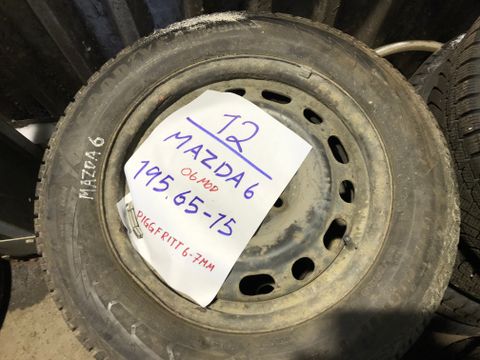 12
MAZDA 6
06 MOD
195.65-15
PIGGFRITT 6-7MM
MAZDA 6